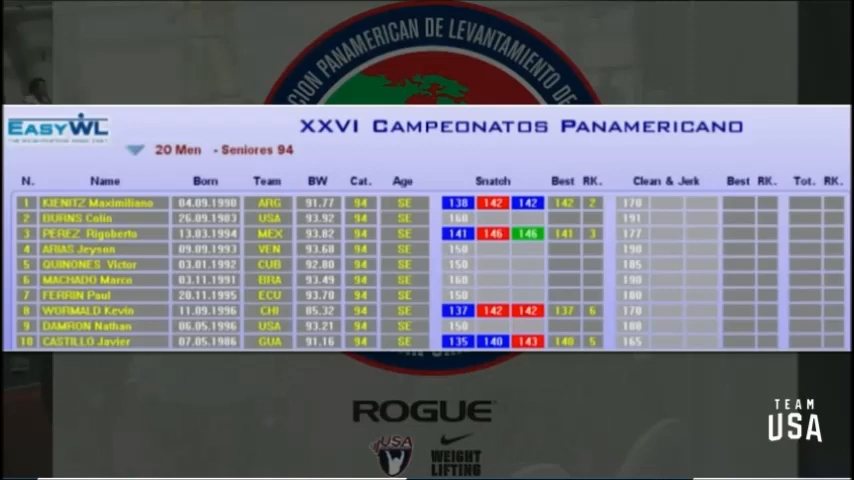 CION PANAMERICAN DE LEVANTAMIENTO DE
EASYWL
XXVI CAMPEONATOS PANAMERICANO
20 Men - Seniores 94
N. Name Born Team BW Cat. Age Snatch Best RK. Clean & Jerk Best RK. Tot. RK.
1 KIENITZ Maximiliano 04.09.1990 ARG 91.77 94 SE 138 142 142 142 2 170
2 BURNS Colin 26.09.1983 USA 93.92 94 SE 160 191
3 PEREZ Rigoberto 13.03.1994 MEX 93.82 94 SE 141 146 146 141 3 177
4 ARIAS Jeyson 09.09.1993 VEN 93.60 94 SE 150 190
5 QUINONES Victor 03.01.1992 CUB 92.80 94 SE 150 185
6 MACHADO Marco 03.11.1991 BRA 93.49 94 SE 160 190
7 FERRIN Paul 20.11.1995 ECU 93.70 94 SE 150 180
8 WORMALD Kevin 11.09.1996 CHI 85.32 94 SE 137 142 142 137 6 170
9 DAMRON Nathan 06.05.1996 USA 93.21 94 SE 150 188
10 CASTILLO Javier 07.05.1986 GUA 91.16 94 SE 135 140 143 140 5 165
ROGUE
USA
WEIGHT
LIFTING
TEAM
USA